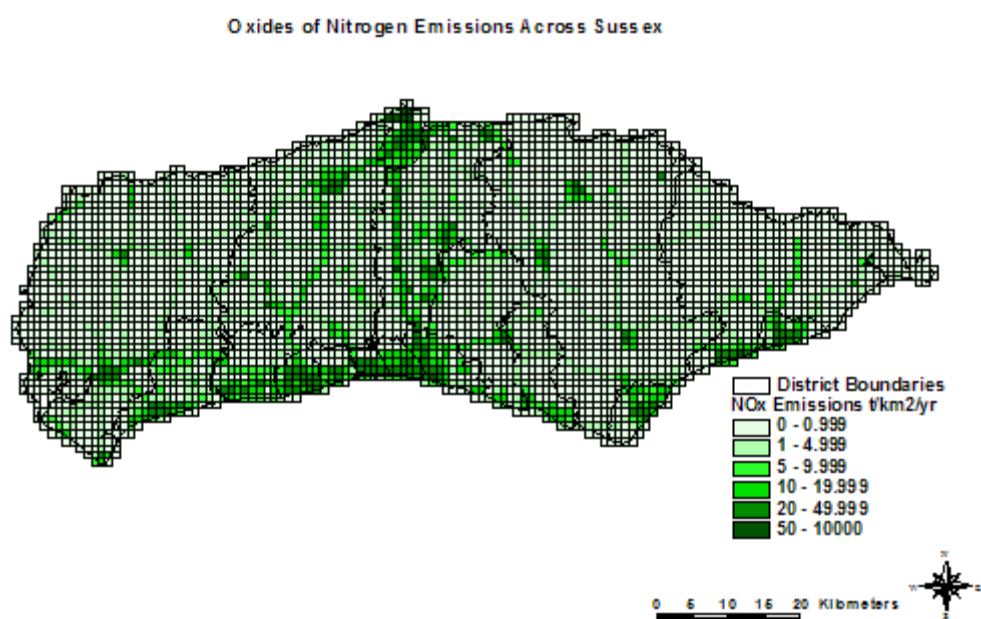 Oxides of Nitrogen Emissions Across Sussex
District Boundaries
NOx Emissions t/km2/yr
0 - 0.999
1 - 4.999
5 - 9.999
10 - 19.999
20 - 49.999
50 - 10000
N
W E
S
0 5 10 15 20 Kilometers